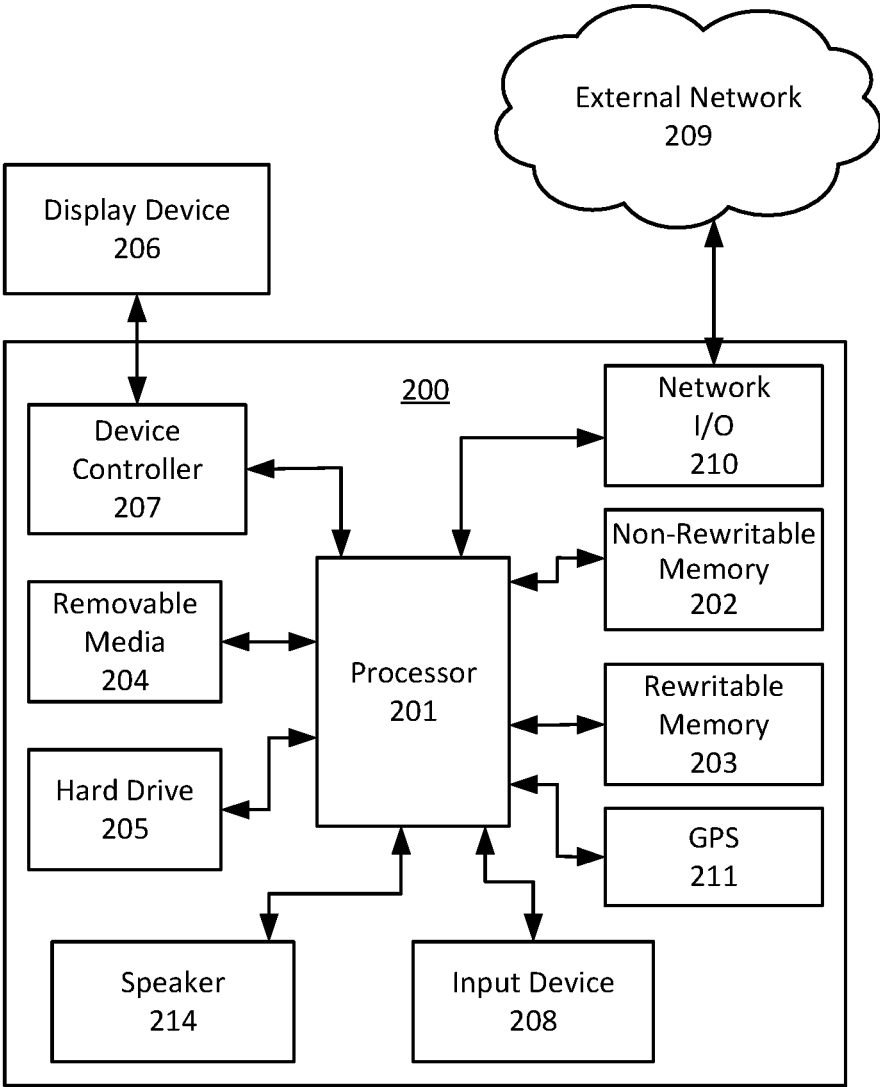 External Network
209
Display Device
206
200
Network
I/O
210
Device
Controller
207
Non-Rewritable
Memory
202
Removable
Media
204
Processor
201
Rewritable
Memory
203
Hard Drive
205
GPS
211
Speaker
214
Input Device
208